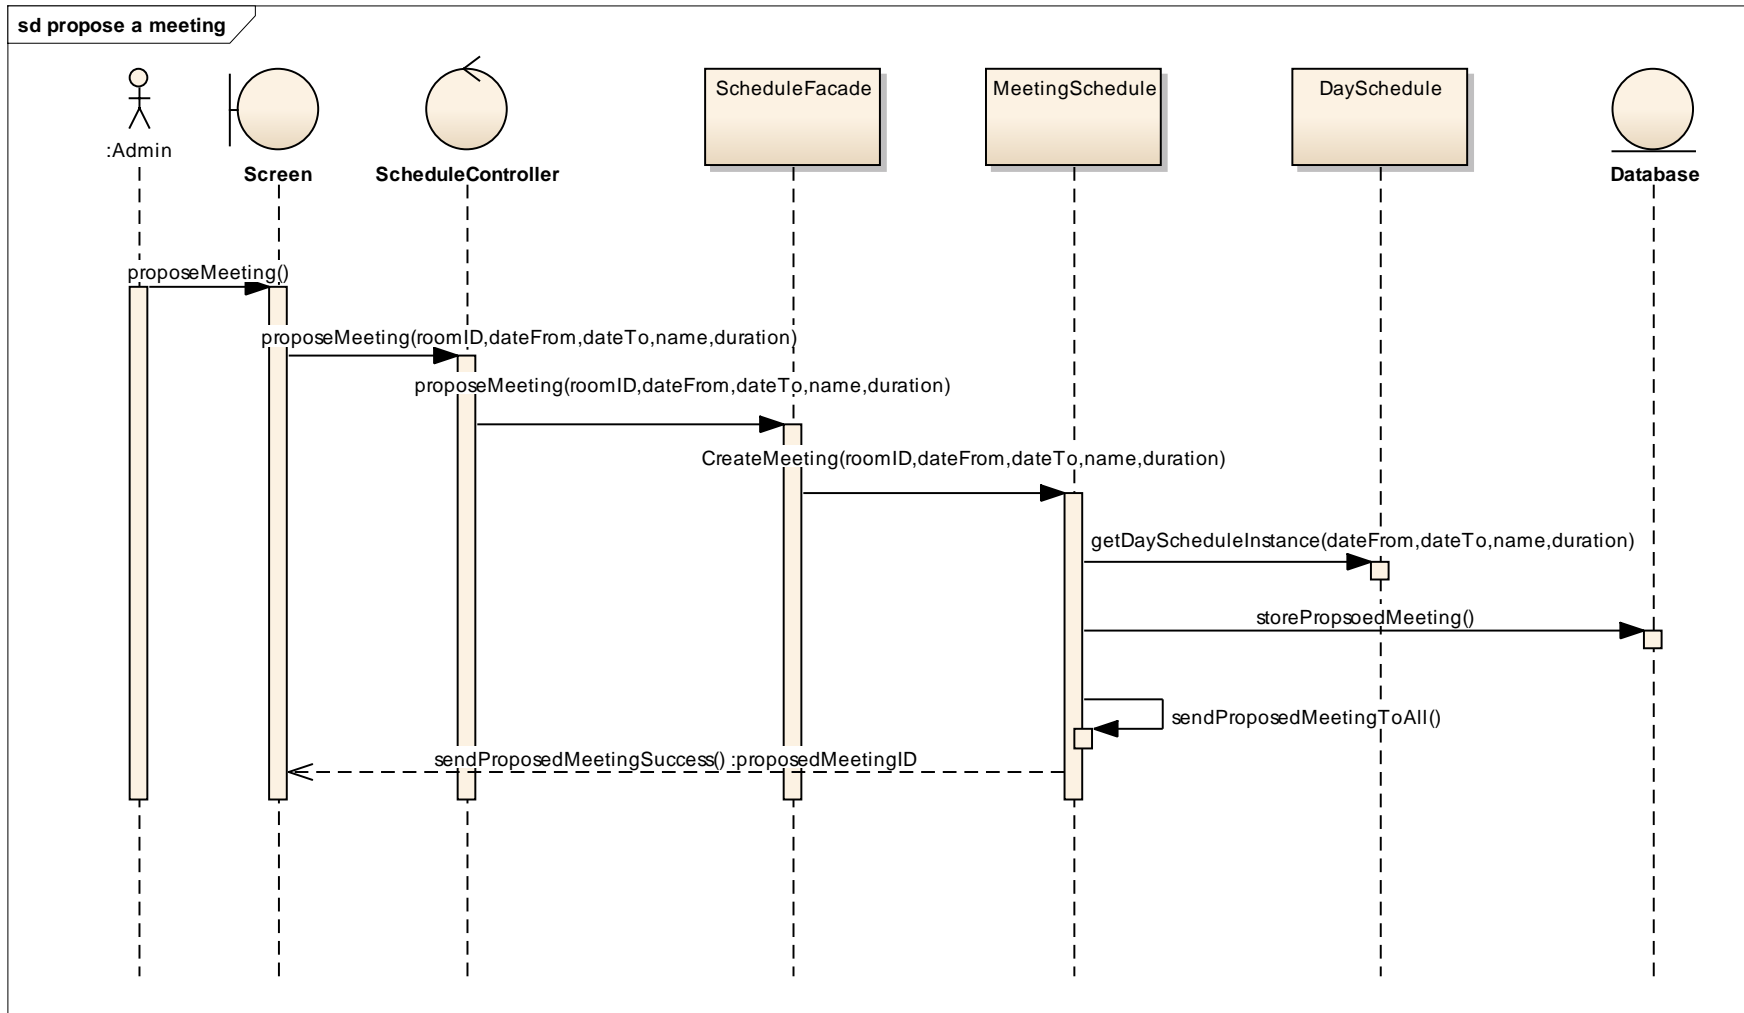 sd propose a meeting
:Admin
Screen
ScheduleController
ScheduleFacade
MeetingSchedule
DaySchedule
Database
proposeMeeting()
proposeMeeting(roomID,dateFrom,dateTo,name,duration)
proposeMeeting(roomID,dateFrom,dateTo,name,duration)
CreateMeeting(roomID,dateFrom,dateTo,name,duration)
getDayScheduleInstance(dateFrom,dateTo,name,duration)
storePropsoedMeeting()
sendProposedMeetingToAll()
sendProposedMeetingSuccess() :proposedMeetingID